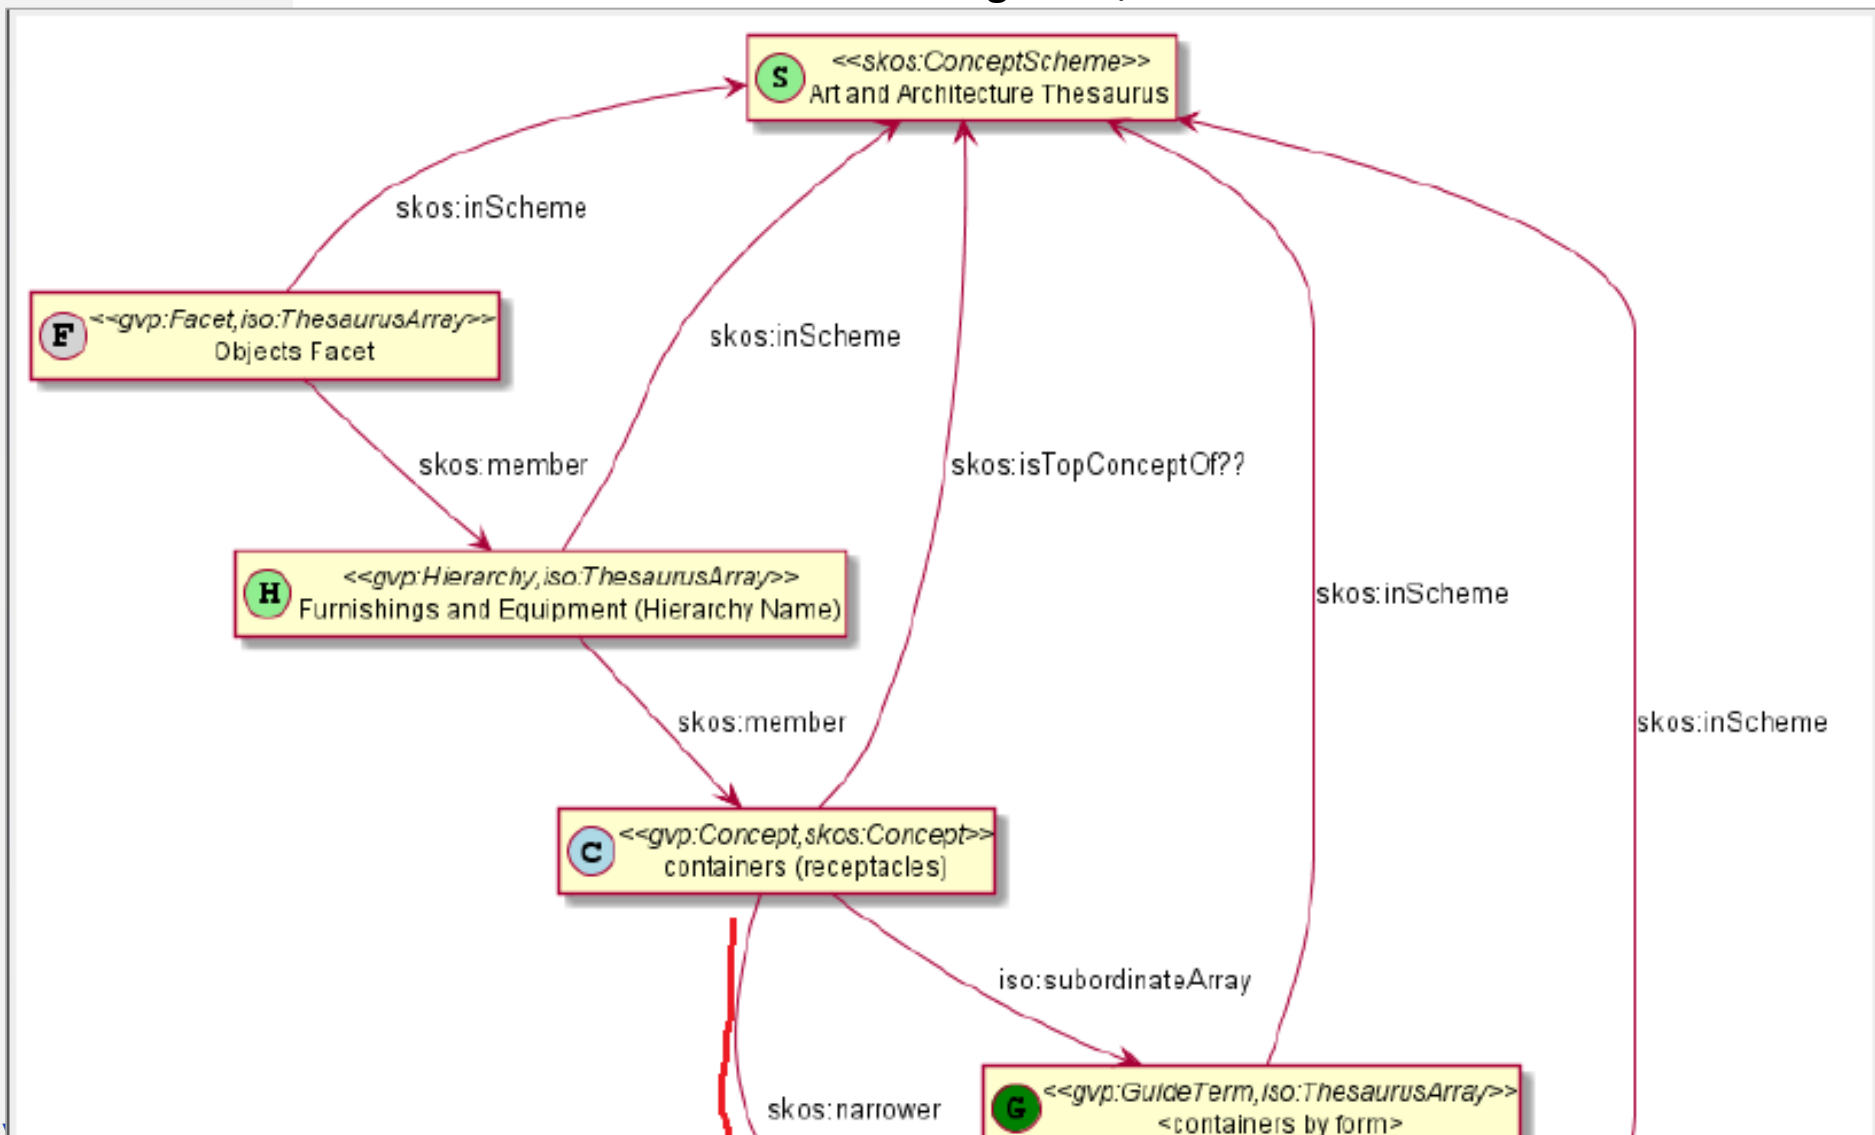 <<skos:ConceptScheme>>
S
Art and Architecture Thesaurus
skos:inScheme
<<gvp:Facet,iso:ThesaurusArray>>
F
Objects Facet
skos:inScheme
skos:member
skos:isTopConceptOf??
<<gvp:Hierarchy,iso:ThesaurusArray>>
H
Furnishings and Equipment (Hierarchy Name)
skos:inScheme
skos:member
skos:inScheme
<<gvp:Concept,skos:Concept>>
C
containers (receptacles)
iso:subordinateArray
skos:narrower
<<gvp:GuideTerm,iso:ThesaurusArray>>
G
<containers by form>